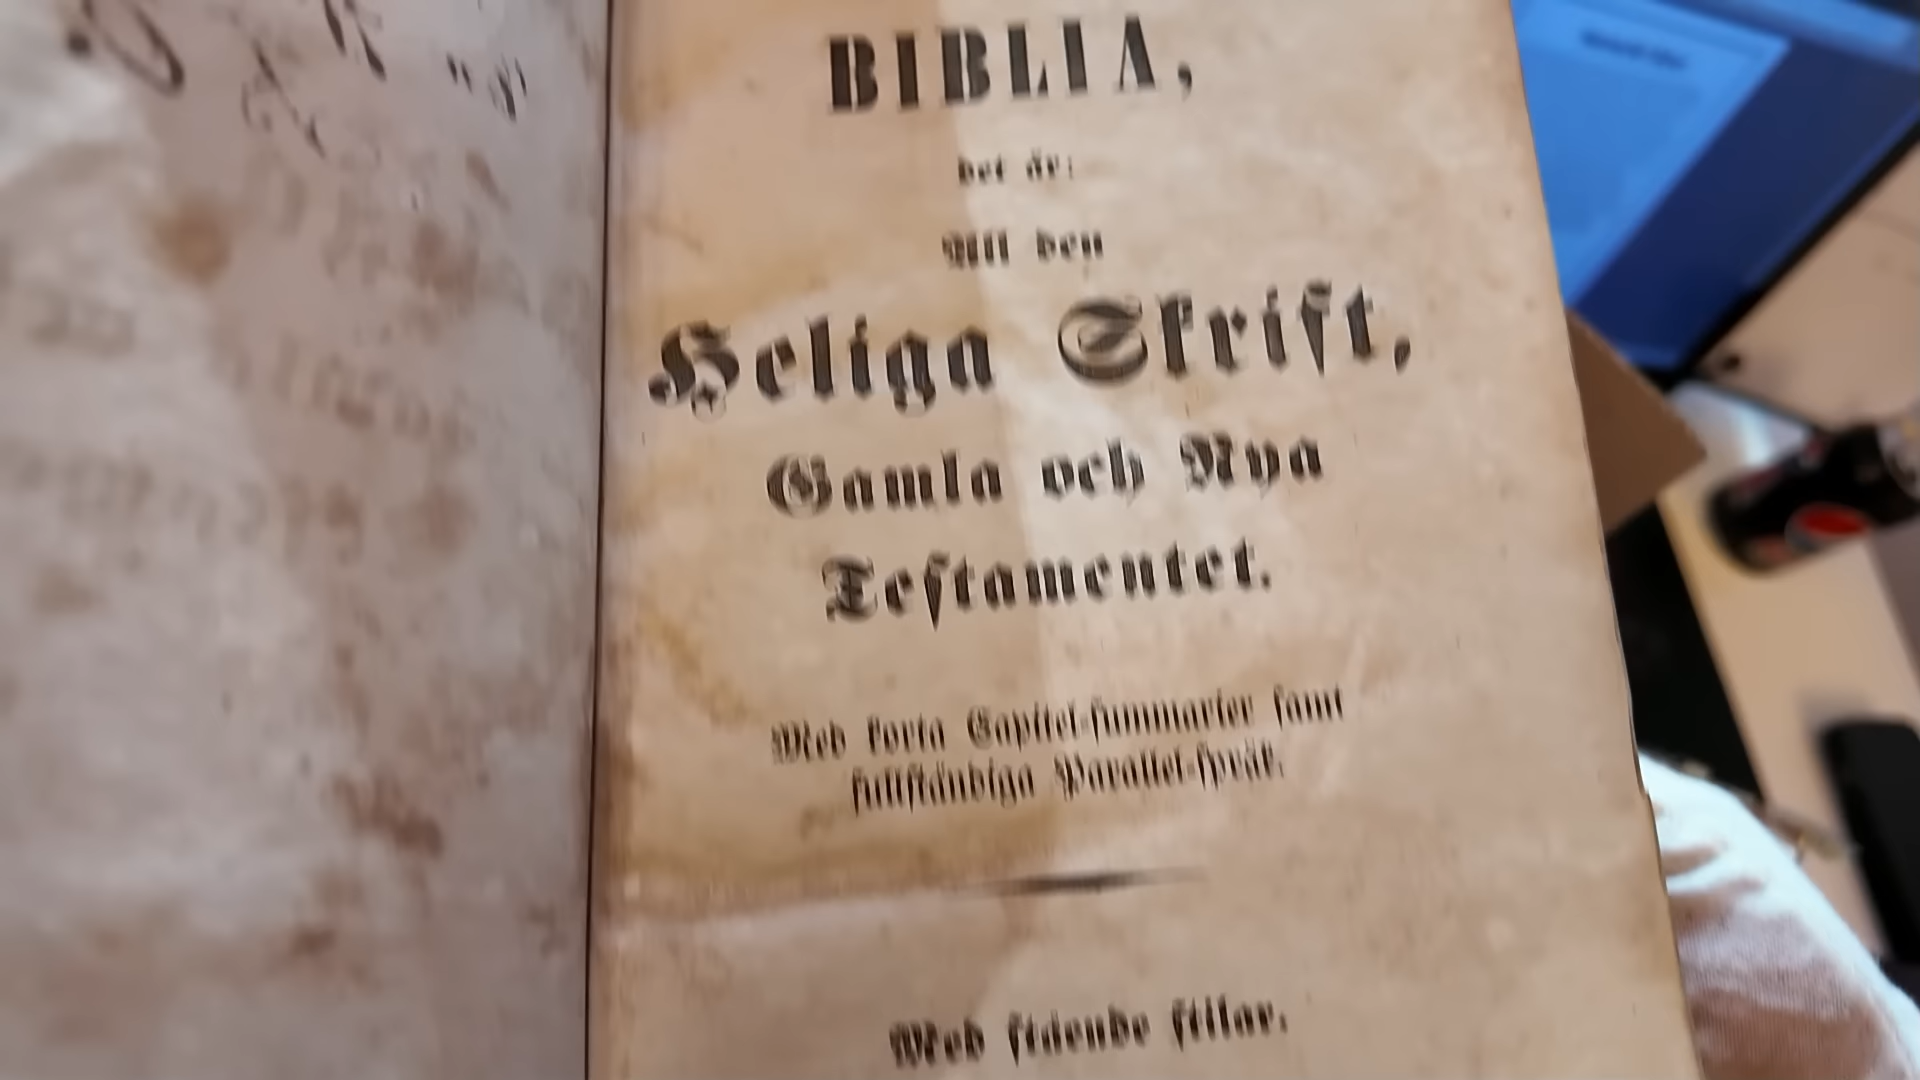 BIBLIA,
det är:
All den
Heliga Skrift,
Gamla och Nya
Testamentet.
Med korta Capitel-summarier samt
fullständiga Parallel-språk.
Med stående stilar.